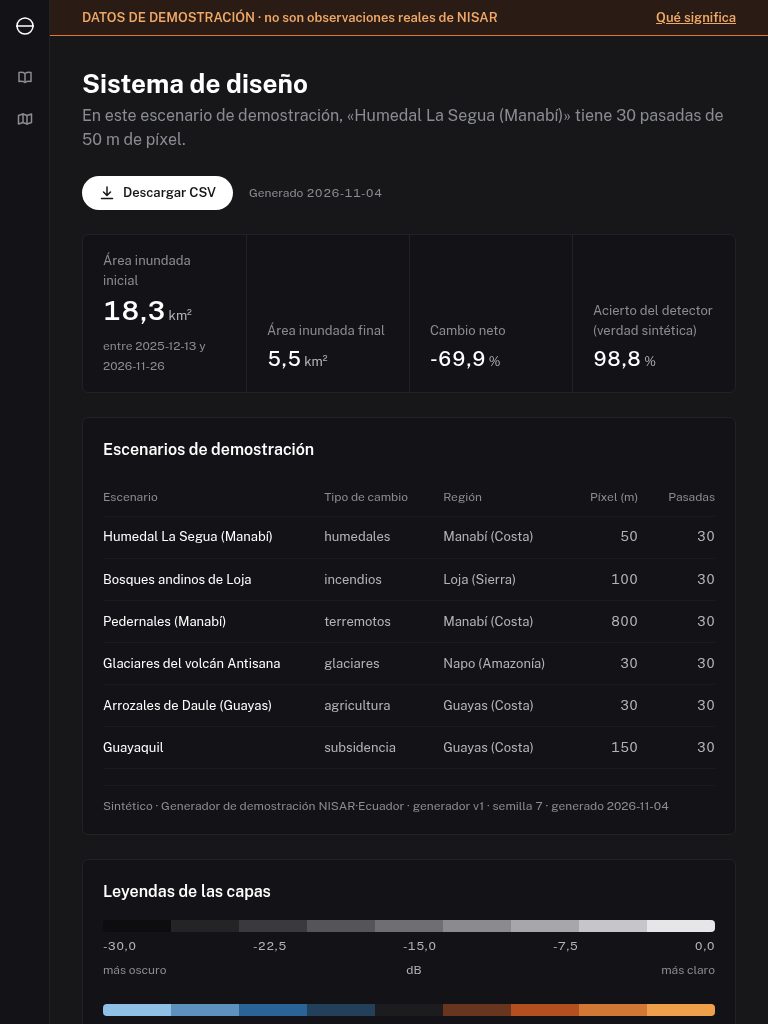 DATOS DE DEMOSTRACIÓN · no son observaciones reales de NISAR
Qué significa
Sistema de diseño
En este escenario de demostración, «Humedal La Segua (Manabí)» tiene 30 pasadas de
50 m de píxel.
Descargar CSV
Generado 2026-11-04
Área inundada
inicial
18,3 km²
entre 2025-12-13 y
2026-11-26
Área inundada final
5,5 km²
Cambio neto
-69,9 %
Acierto del detector
(verdad sintética)
98,8 %
Escenarios de demostración
Escenario Tipo de cambio Región Píxel (m) Pasadas
Humedal La Segua (Manabí) humedales Manabí (Costa) 50 30
Bosques andinos de Loja incendios Loja (Sierra) 100 30
Pedernales (Manabí) terremotos Manabí (Costa) 800 30
Glaciares del volcán Antisana glaciares Napo (Amazonía) 30 30
Arrozales de Daule (Guayas) agricultura Guayas (Costa) 30 30
Guayaquil subsidencia Guayas (Costa) 150 30
Sintético · Generador de demostración NISAR·Ecuador · generador v1 · semilla 7 · generado 2026-11-04
Leyendas de las capas
-30,0 -22,5 -15,0 -7,5 0,0
más oscuro dB más claro